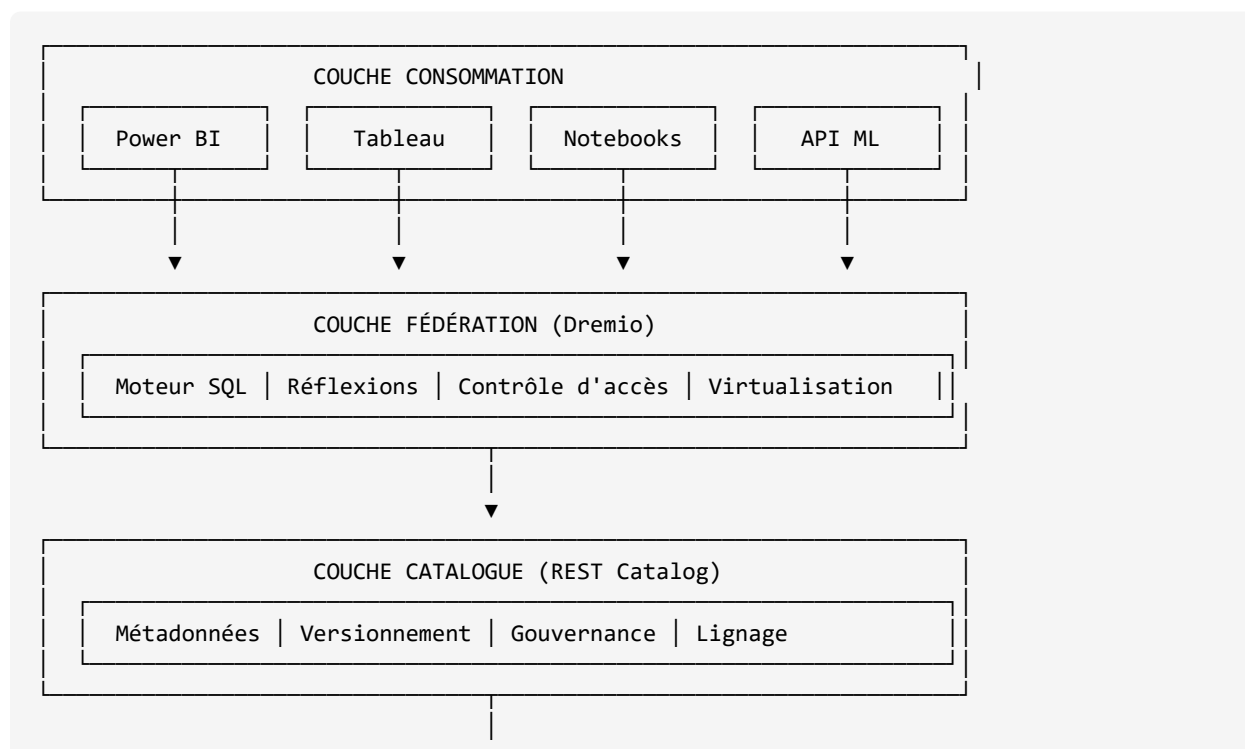 COUCHE CONSOMMATION
Power BI Tableau Notebooks API ML
COUCHE FÉDÉRATION (Dremio)
Moteur SQL │ Réflexions │ Contrôle d'accès │ Virtualisation
COUCHE CATALOGUE (REST Catalog)
Métadonnées │ Versionnement │ Gouvernance │ Lignage